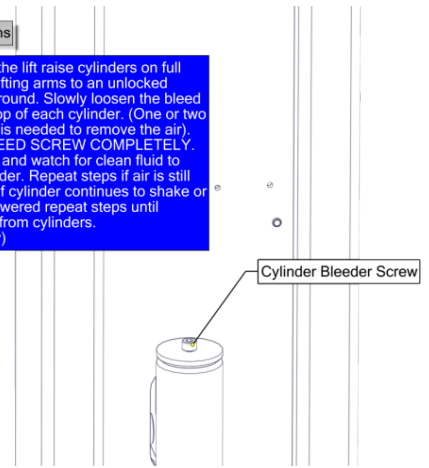 the lift raise cylinders on full
fting arms to an unlocked
round. Slowly loosen the bleed
op of each cylinder. (One or two
is needed to remove the air).
EED SCREW COMPLETELY.
and watch for clean fluid to
der. Repeat steps if air is still
f cylinder continues to shake or
wered repeat steps until
from cylinders.
)
Cylinder Bleeder Screw